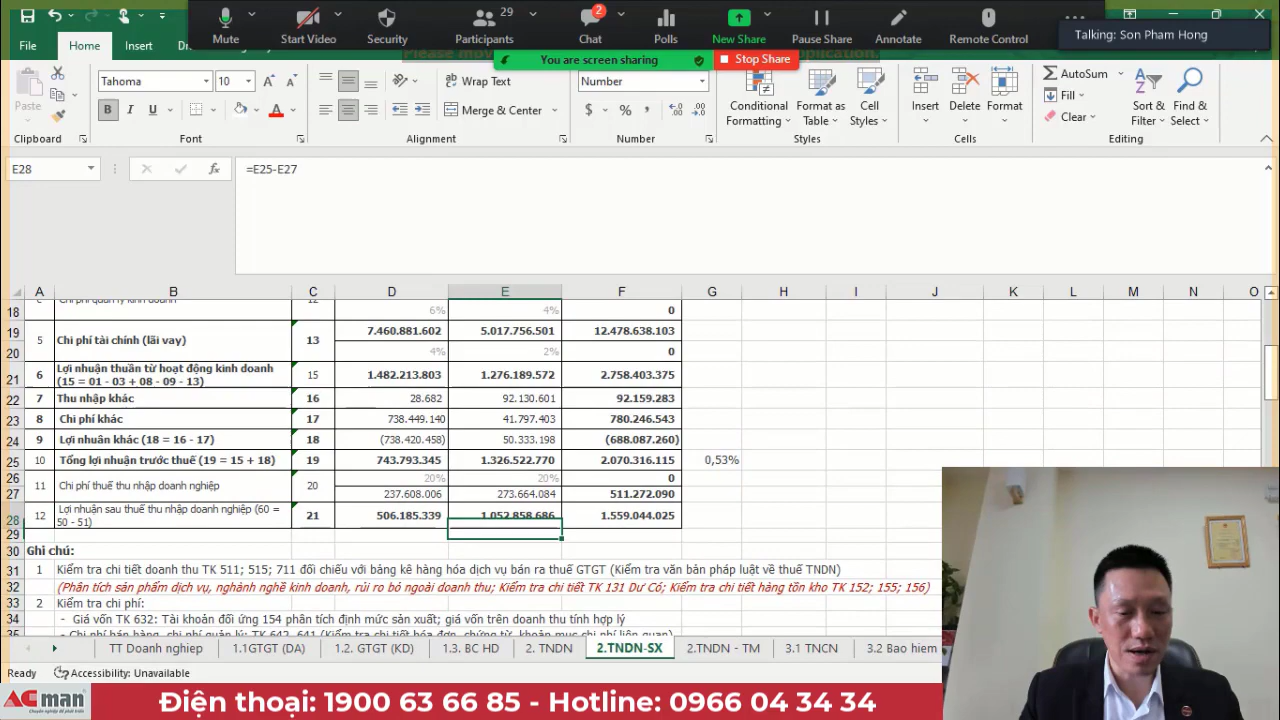 Mute
Start Video
Security
29
Participants
2
Chat
Polls
New Share
Pause Share
Annotate
Remote Control
Talking: Son Pham Hong
File
Home
Insert
You are screen sharing
Stop Share
Paste
Clipboard
Tahoma
10
B I U
Font
Wrap Text
Merge & Center
Alignment
Number
$ % ,
Number
Conditional Formatting
Format as Table
Cell Styles
Styles
Insert
Delete
Format
Cells
AutoSum
Fill
Clear
Sort & Filter
Find & Select
Editing
E28
fx
=E25-E27
A B C D E F G H I J K L M N O
18 6% 4% 0
19 5 Chi phí tài chính (lãi vay) 13 7.460.881.602 5.017.756.501 12.478.638.103
20 4% 2% 0
21 6 Lợi nhuận thuần từ hoạt động kinh doanh (15 = 01 - 03 + 08 - 09 - 13) 15 1.482.213.803 1.276.189.572 2.758.403.375
22 7 Thu nhập khác 16 28.682 92.130.601 92.159.283
23 8 Chi phí khác 17 738.449.140 41.797.403 780.246.543
24 9 Lợi nhuân khác (18 = 16 - 17) 18 (738.420.458) 50.333.198 (688.087.260)
25 10 Tổng lợi nhuận trước thuế (19 = 15 + 18) 19 743.793.345 1.326.522.770 2.070.316.115 0,53%
26 11 Chi phí thuế thu nhập doanh nghiệp 20 20% 20% 0
27 237.608.006 273.664.084 511.272.090
28 12 Lợi nhuận sau thuế thu nhập doanh nghiệp (60 = 50 - 51) 21 506.185.339 1.052.858.686 1.559.044.025
29
30 Ghi chú:
31 1 Kiểm tra chi tiết doanh thu TK 511; 515; 711 đối chiếu với bảng kê hàng hóa dịch vụ bán ra thuế GTGT (Kiểm tra văn bản pháp luật về thuế TNDN)
32 (Phân tích sản phẩm dịch vụ, nghành nghề kinh doanh, rủi ro bỏ ngoài doanh thu; Kiểm tra chi tiết TK 131 Dư Có; Kiểm tra chi tiết hàng tồn kho TK 152; 155; 156)
33 2 Kiểm tra chi phí:
34 - Giá vốn TK 632: Tài khoản đối ứng 154 phân tích định mức sản xuất; giá vốn trên doanh thu tính hợp lý
TT Doanh nghiệp
1.1GTGT (DA)
1.2. GTGT (KD)
1.3. BC HD
2. TNDN
2.TNDN-SX
2.TNDN - TM
3.1 TNCN
3.2 Bao hiem
Ready
Accessibility: Unavailable
ACman
Điện thoại: 1900 63 66 85 - Hotline: 0966 04 34 34